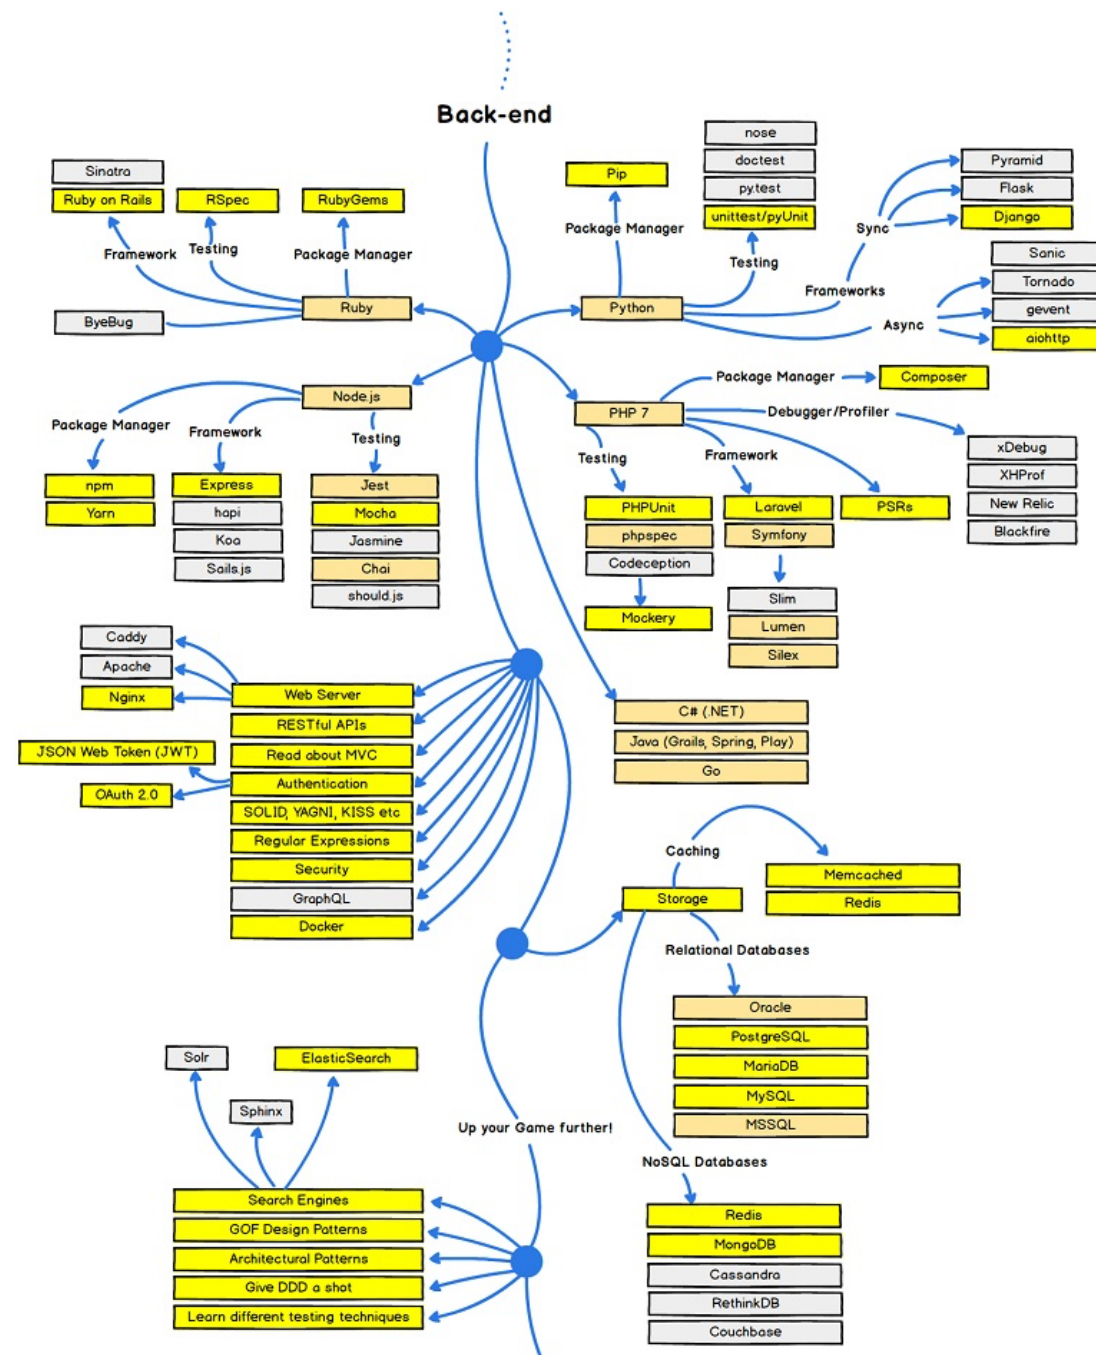 Back-end
Sinatra
Ruby on Rails
RSpec
RubyGems
Framework
Testing
Package Manager
Ruby
ByeBug
Pip
Package Manager
nose
doctest
py.test
unittest/pyUnit
Testing
Python
Pyramid
Flask
Django
Sync
Frameworks
Async
Sanic
Tornado
gevent
aiohttp
Node.js
Package Manager
Framework
Testing
npm
Yarn
Express
hapi
Koa
Sails.js
Jest
Mocha
Jasmine
Chai
should.js
PHP 7
Package Manager
Composer
Debugger/Profiler
xDebug
XHProf
New Relic
Blackfire
Testing
Framework
PHPUnit
phpspec
Codeception
Mockery
Laravel
Symfony
Slim
Lumen
Silex
PSRs
C# (.NET)
Java (Grails, Spring, Play)
Go
Caddy
Apache
Nginx
Web Server
RESTful APIs
Read about MVC
JSON Web Token (JWT)
OAuth 2.0
Authentication
SOLID, YAGNI, KISS etc
Regular Expressions
Security
GraphQL
Docker
Caching
Memcached
Redis
Storage
Relational Databases
Oracle
PostgreSQL
MariaDB
MySQL
MSSQL
NoSQL Databases
Redis
MongoDB
Cassandra
RethinkDB
Couchbase
Up your Game further!
Solr
Sphinx
ElasticSearch
Search Engines
GOF Design Patterns
Architectural Patterns
Give DDD a shot
Learn different testing techniques